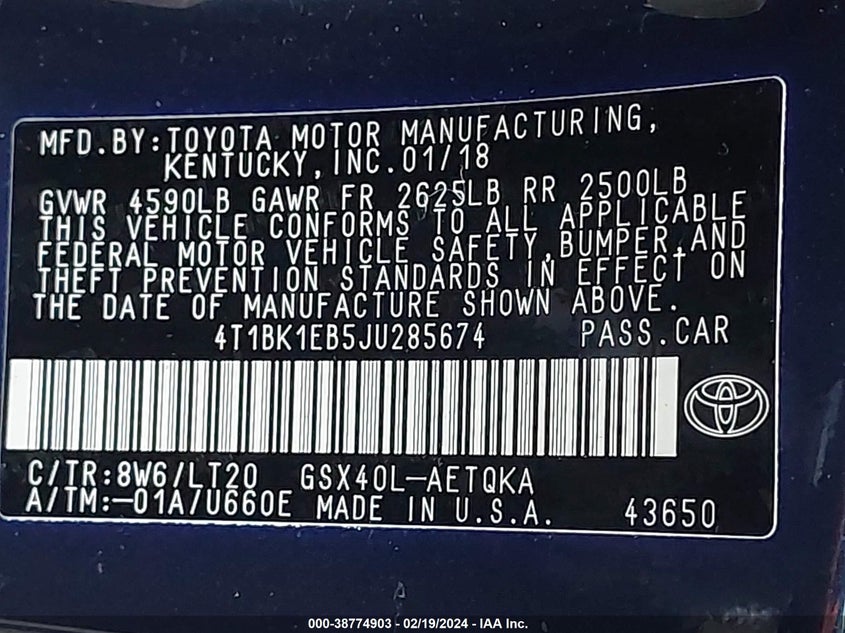 MFD.BY:TOYOTA MOTOR MANUFACTURING,
KENTUCKY,INC.01/18
GVWR 4590LB GAWR FR 2625LB RR 2500LB
THIS VEHICLE CONFORMS TO ALL APPLICABLE
FEDERAL MOTOR VEHICLE SAFETY,BUMPER,AND
THEFT PREVENTION STANDARDS IN EFFECT ON
THE DATE OF MANUFACTURE SHOWN ABOVE.
4T1BK1EB5JU285674 PASS.CAR
C/TR:8W6/LT20 GSX40L-AETQKA
A/TM:-01A/U660E MADE IN U.S.A. 43650
000-38774903 - 02/19/2024 - IAA Inc.